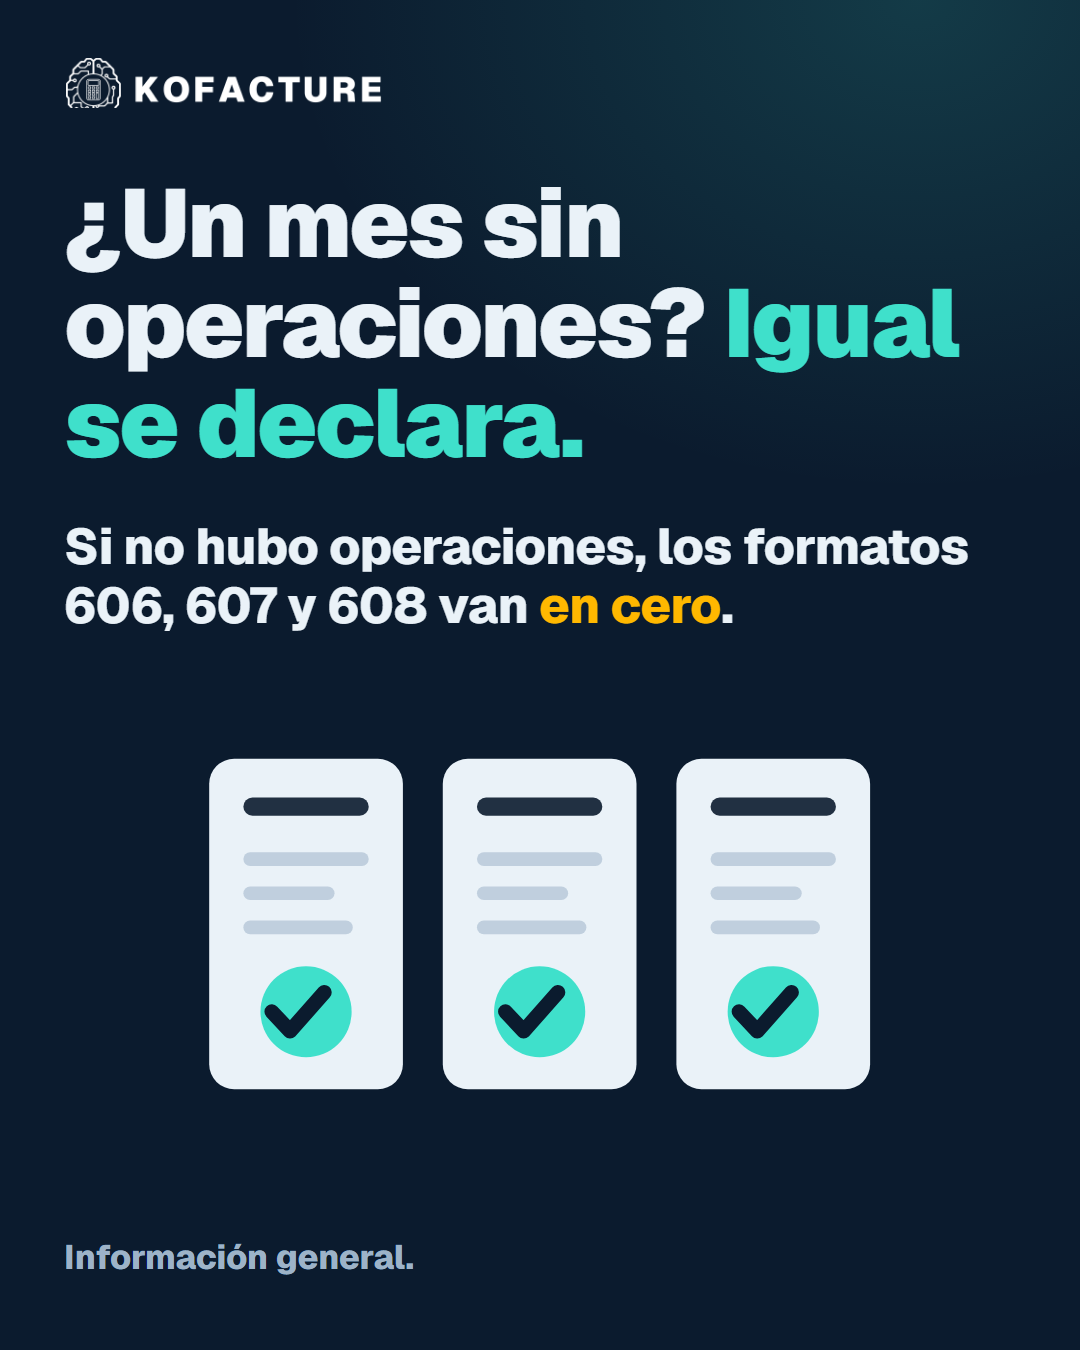 KOFACTURE
¿Un mes sin
operaciones? Igual
se declara.
Si no hubo operaciones, los formatos
606, 607 y 608 van en cero.
Información general.